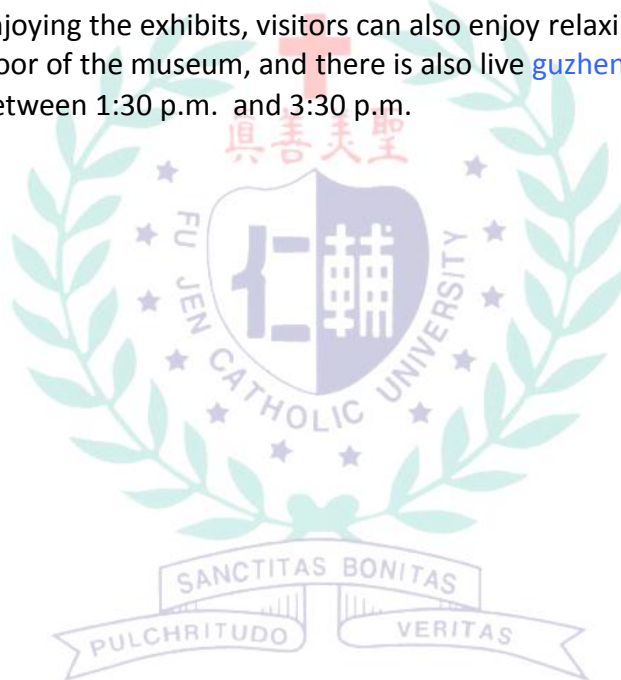 njoying the exhibits, visitors can also enjoy relaxi
oor of the museum, and there is also live guzhen
etween 1:30 p.m. and 3:30 p.m.
眞善美聖
FU JEN CATHOLIC UNIVERSITY
仁輔
SANCTITAS BONITAS
PULCHRITUDO VERITAS